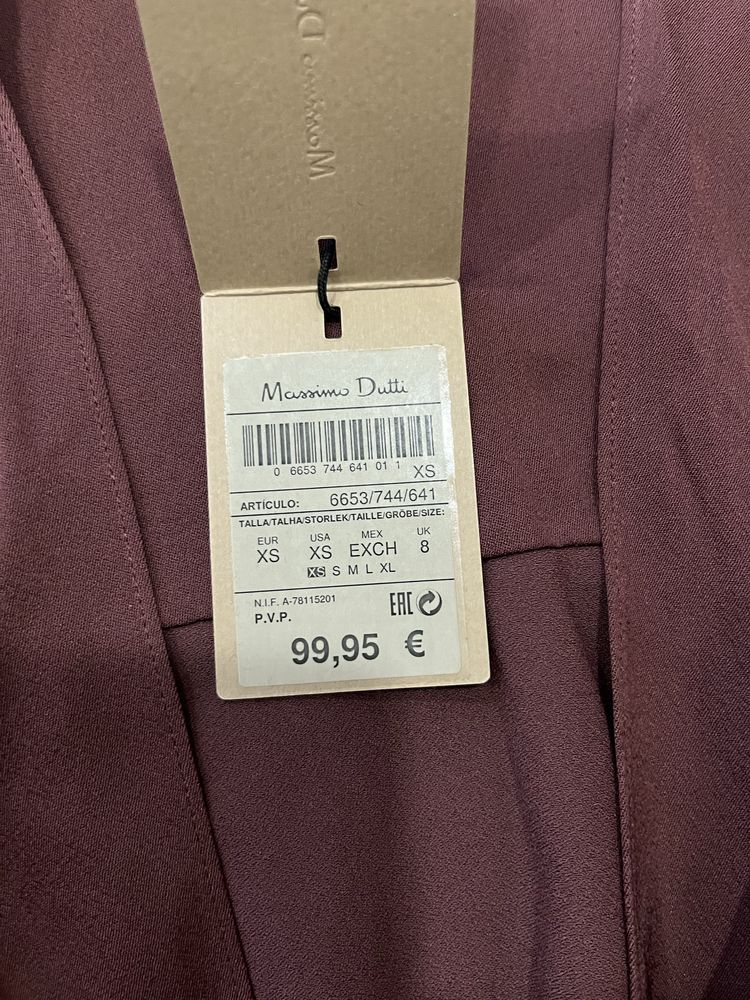 Massimo D
Massimo Dutti
0 6653 744 641 01 1 XS
ARTÍCULO: 6653/744/641
TALLA/TALHA/STORLEK/TAILLE/GRÖBE/SIZE:
EUR USA MEX UK
XS XS EXCH 8
XS S M L XL
N.I.F. A-78115201 EAC
P.V.P.
99,95 €